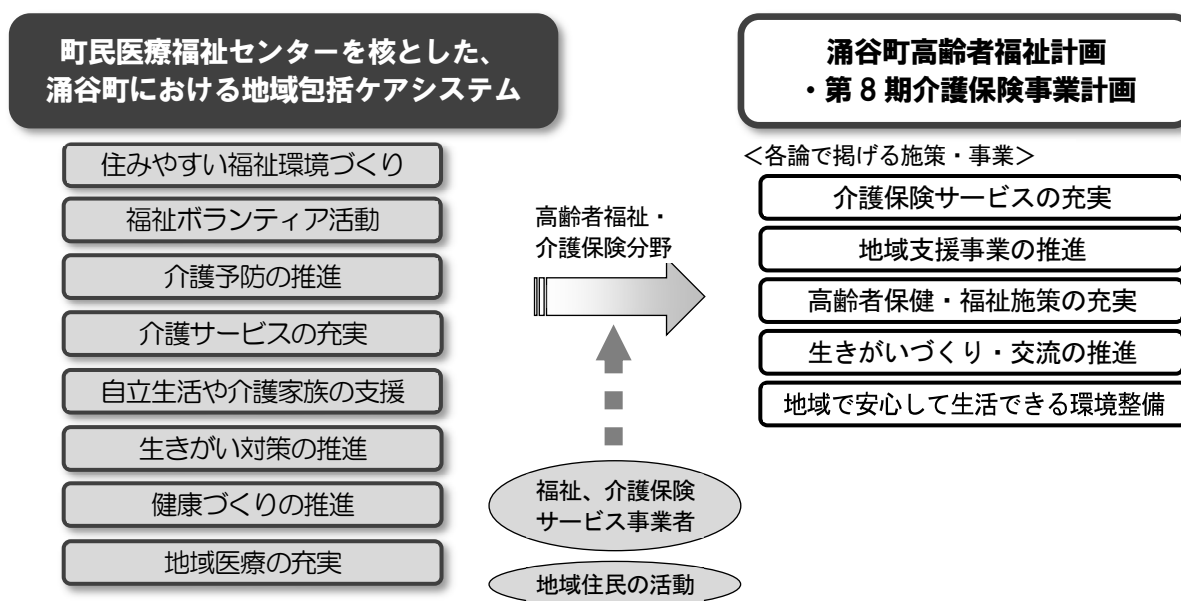 町民医療福祉センターを核とした、
涌谷町における地域包括ケアシステム
住みやすい福祉環境づくり
福祉ボランティア活動
介護予防の推進
介護サービスの充実
自立生活や介護家族の支援
生きがい対策の推進
健康づくりの推進
地域医療の充実
高齢者福祉・
介護保険分野
福祉、介護保険
サービス事業者
地域住民の活動
涌谷町高齢者福祉計画
・第8期介護保険事業計画
＜各論で掲げる施策・事業＞
介護保険サービスの充実
地域支援事業の推進
高齢者保健・福祉施策の充実
生きがいづくり・交流の推進
地域で安心して生活できる環境整備